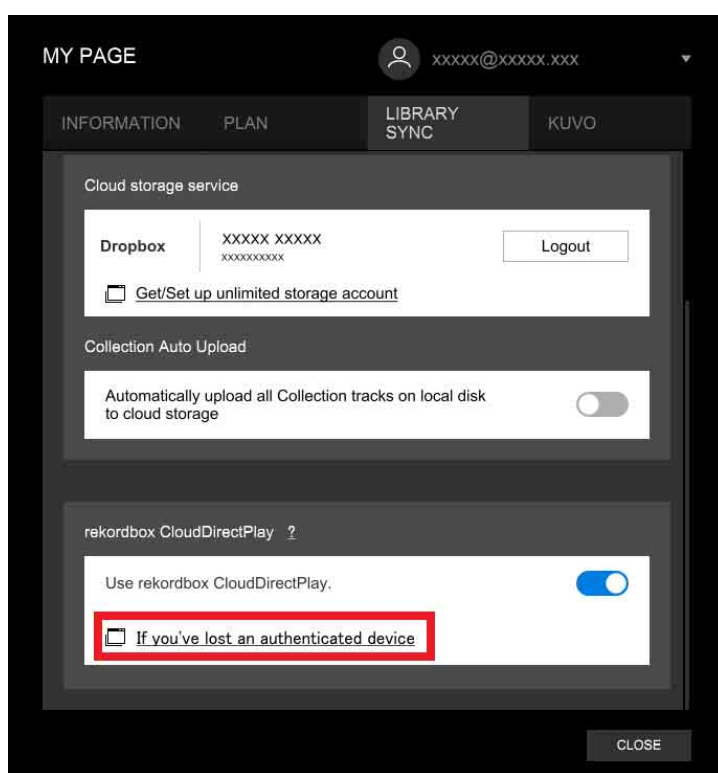 MY PAGE
xxxxx@xxxxx.xxx
INFORMATION
PLAN
LIBRARY
SYNC
KUVO
Cloud storage service
Dropbox
XXXXX XXXXX
xxxxxxxxxx
Logout
Get/Set up unlimited storage account
Collection Auto Upload
Automatically upload all Collection tracks on local disk
to cloud storage
rekordbox CloudDirectPlay ?
Use rekordbox CloudDirectPlay.
If you've lost an authenticated device
CLOSE